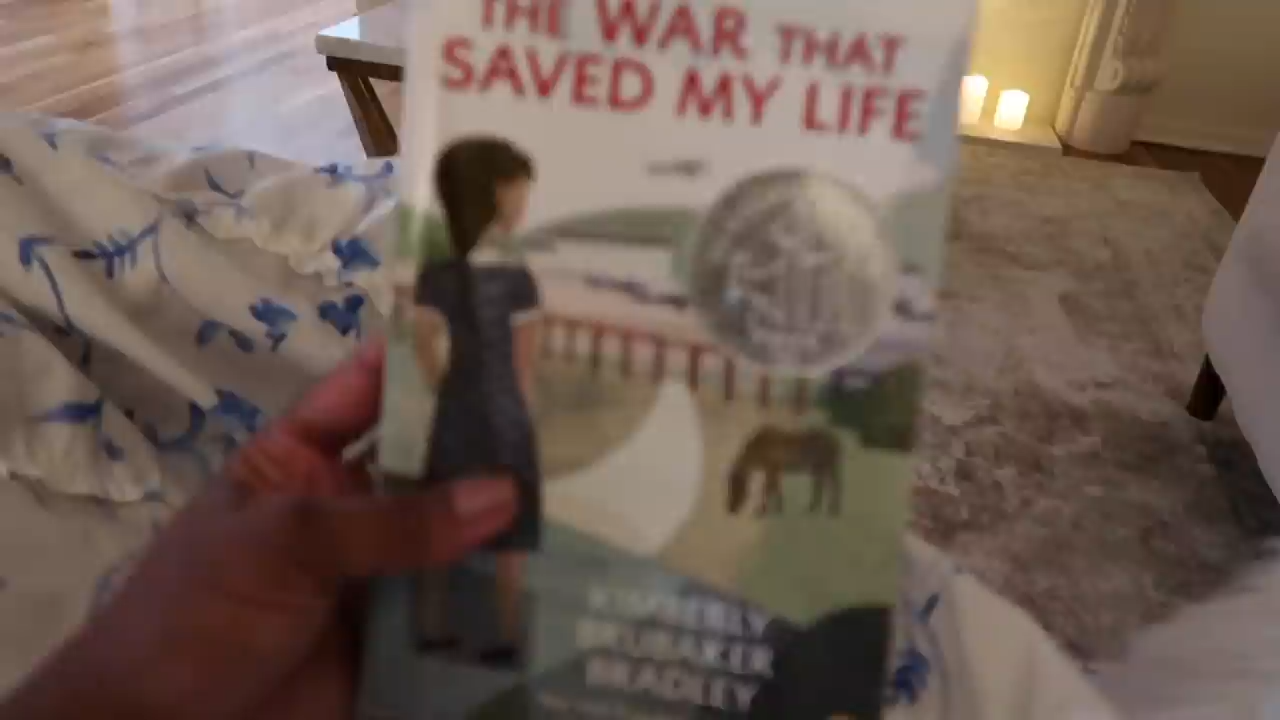 THE WAR THAT
SAVED MY LIFE
KIMBERLY
BRUBAKER
BRADLEY